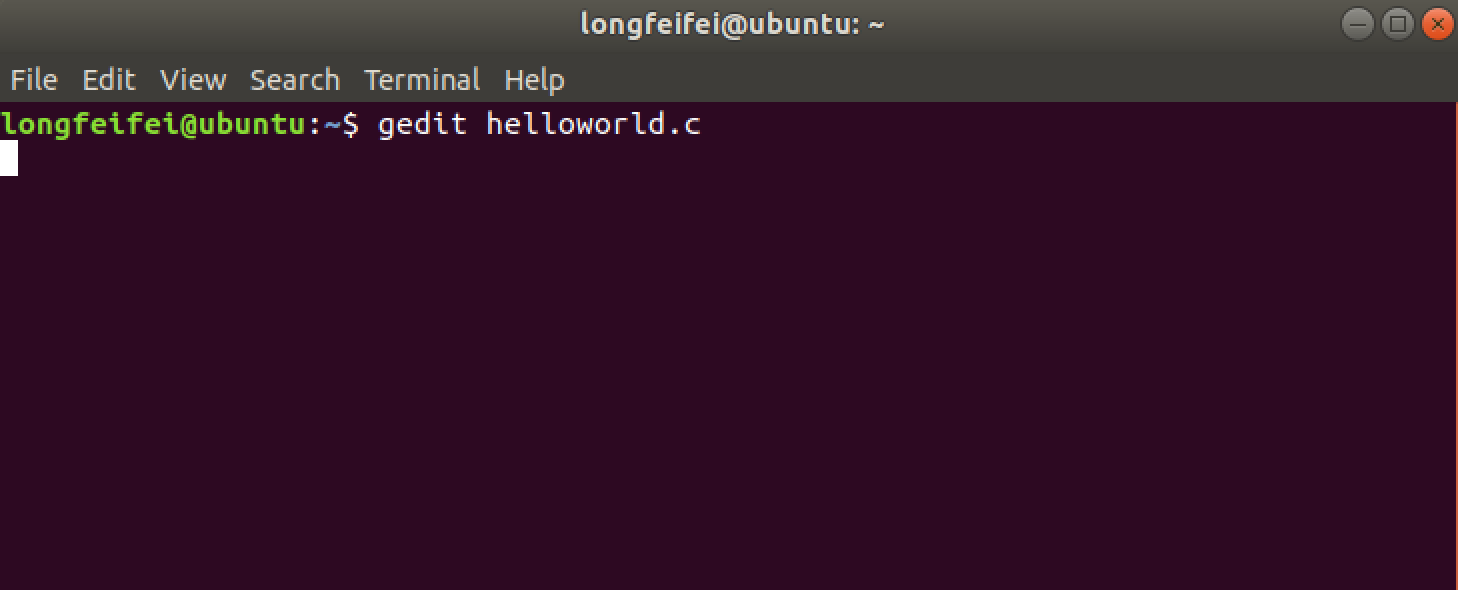 longfeifei@ubuntu: ~
File Edit View Search Terminal Help
longfeifei@ubuntu:~$ gedit helloworld.c